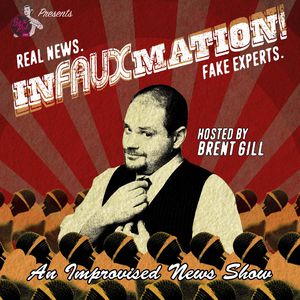 Presents
REAL NEWS.
INFAUXMATION!
FAKE EXPERTS.
HOSTED BY
BRENT GILL
An Improvised News Show